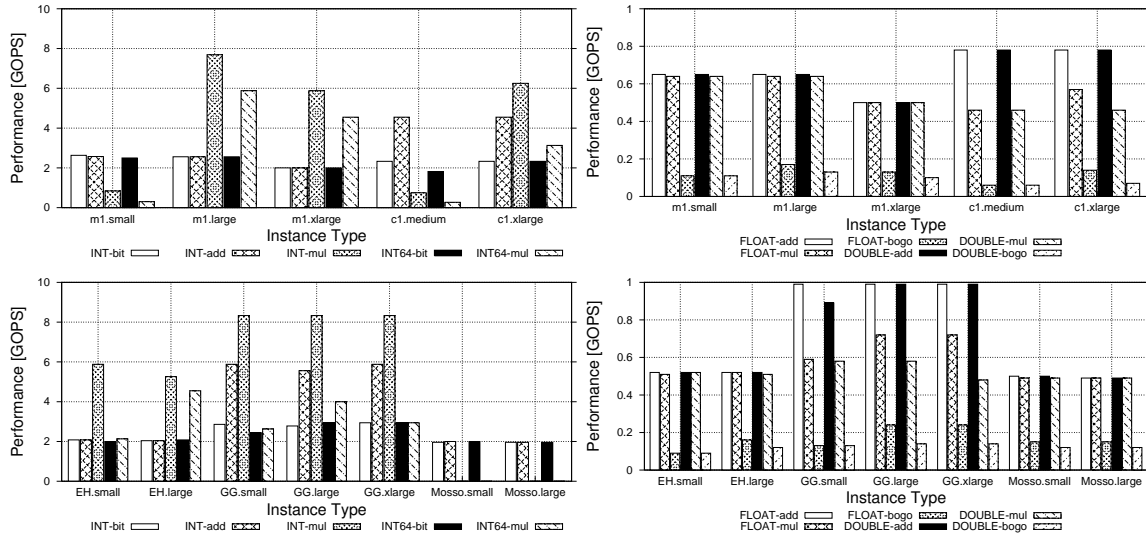 Performance [GOPS]
10
8
6
4
2
0
m1.small m1.large m1.xlarge c1.medium c1.xlarge
Instance Type
INT-bit INT-add INT-mul INT64-bit INT64-mul
Performance [GOPS]
1
0.8
0.6
0.4
0.2
0
m1.small m1.large m1.xlarge c1.medium c1.xlarge
Instance Type
FLOAT-add FLOAT-bogo DOUBLE-mul
FLOAT-mul DOUBLE-add DOUBLE-bogo
Performance [GOPS]
10
8
6
4
2
0
EH.small EH.large GG.small GG.large GG.xlarge Mosso.small Mosso.large
Instance Type
INT-bit INT-add INT-mul INT64-bit INT64-mul
Performance [GOPS]
1
0.8
0.6
0.4
0.2
0
EH.small EH.large GG.small GG.large GG.xlarge Mosso.small Mosso.large
Instance Type
FLOAT-add FLOAT-bogo DOUBLE-mul
FLOAT-mul DOUBLE-add DOUBLE-bogo